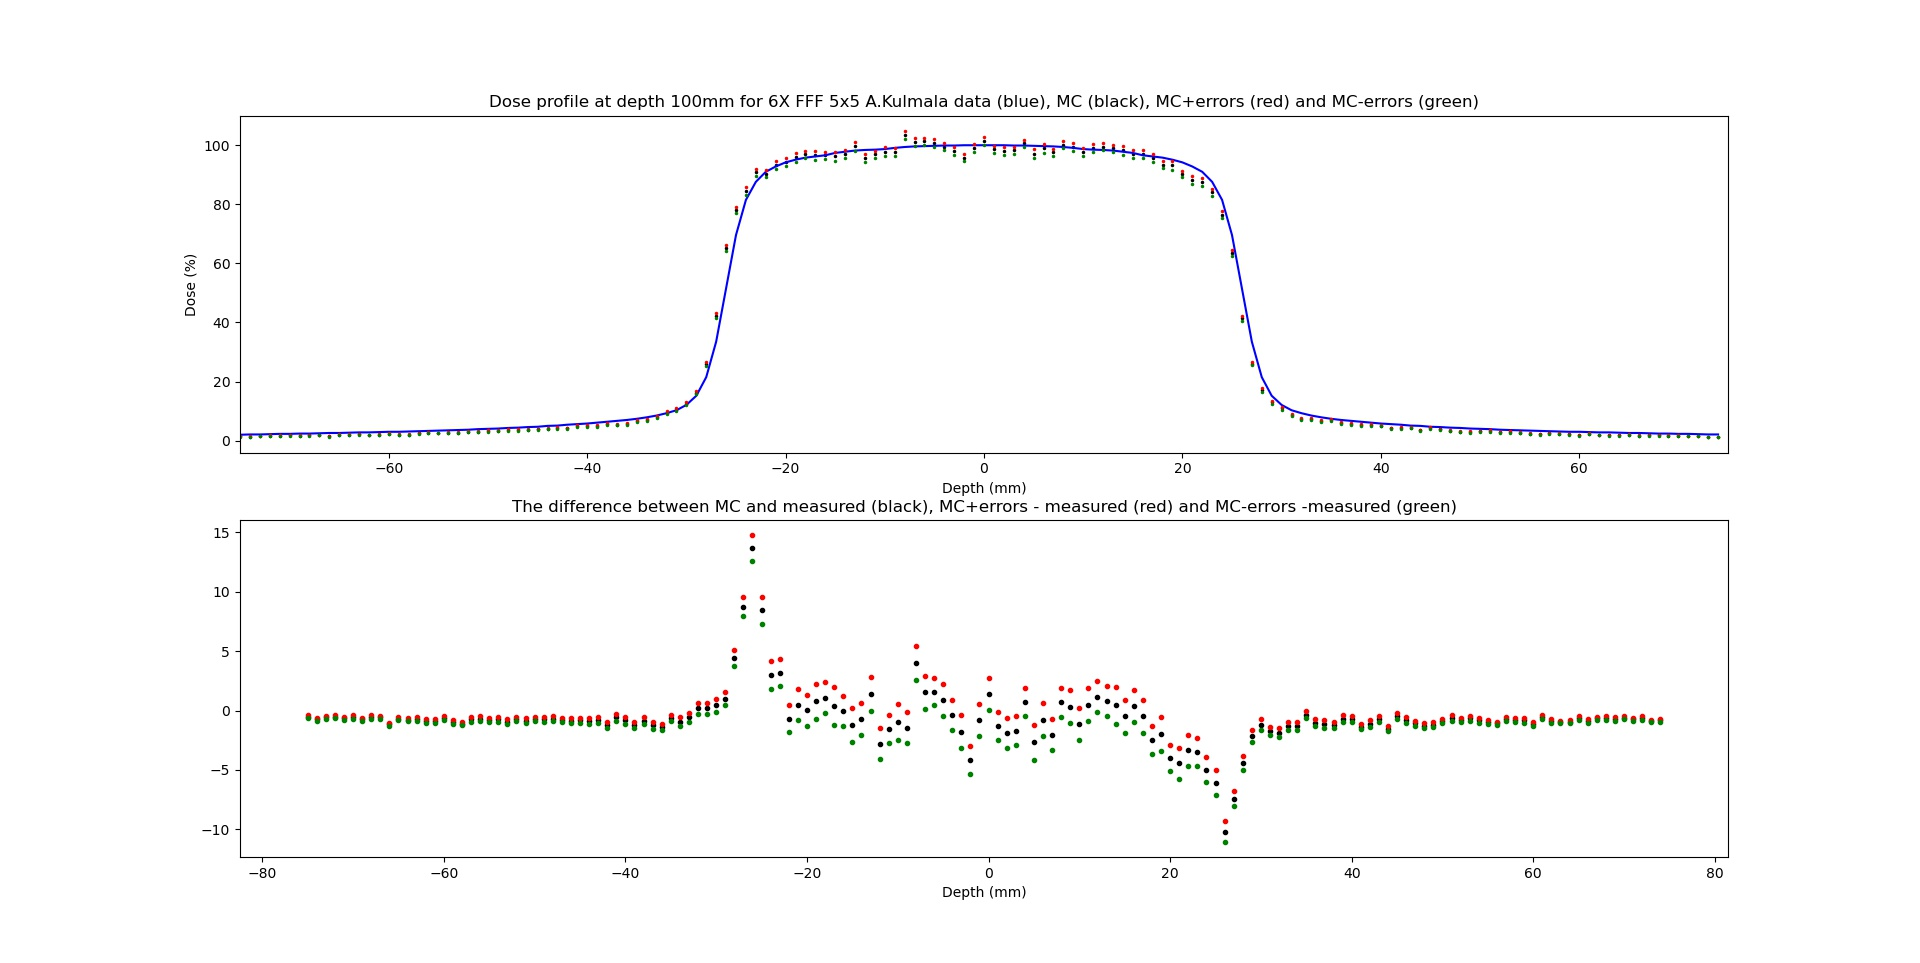 Dose profile at depth 100mm for 6X FFF 5x5 A.Kulmala data (blue), MC (black), MC+errors (red) and MC-errors (green)
100
80
60
40
20
0
Dose (%)
−60 −40 −20 0 20 40 60
Depth (mm)
The difference between MC and measured (black), MC+errors - measured (red) and MC-errors -measured (green)
15
10
5
0
−5
−10
−80 −60 −40 −20 0 20 40 60 80
Depth (mm)